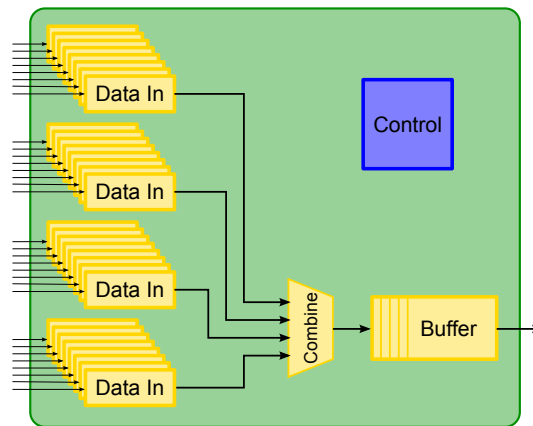 Data In
Control
Data In
Data In
Combine
Buffer
Data In